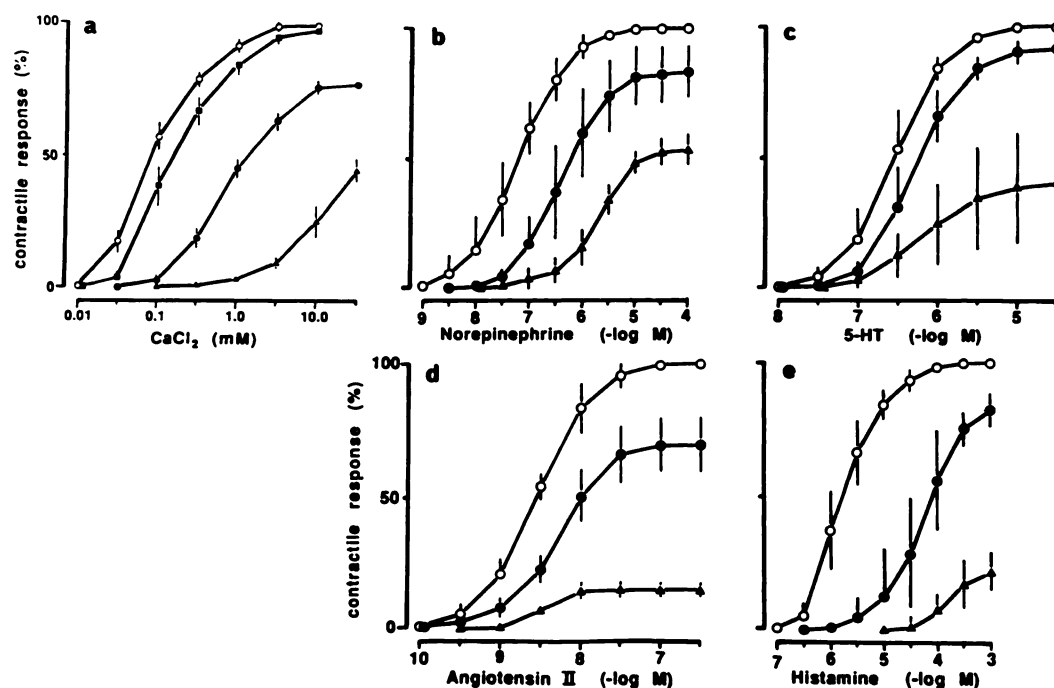 a
contractile response (%)
100
50
0
0.01 0.1 1.0 10.0
CaCl₂ (mM)
b
9 8 7 6 5 4
Norepinephrine (-log M)
c
8 7 6 5
5-HT (-log M)
d
contractile response (%)
100
50
0
10 9 8 7
Angiotensin II (-log M)
e
7 6 5 4 3
Histamine (-log M)